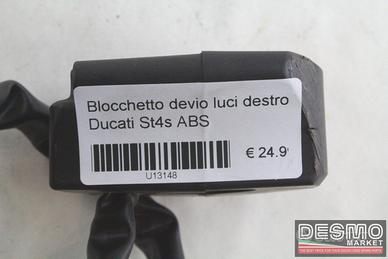 Blocchetto devio luci destro
Ducati St4s ABS
€ 24.9
U13148
DESMO
MARKET